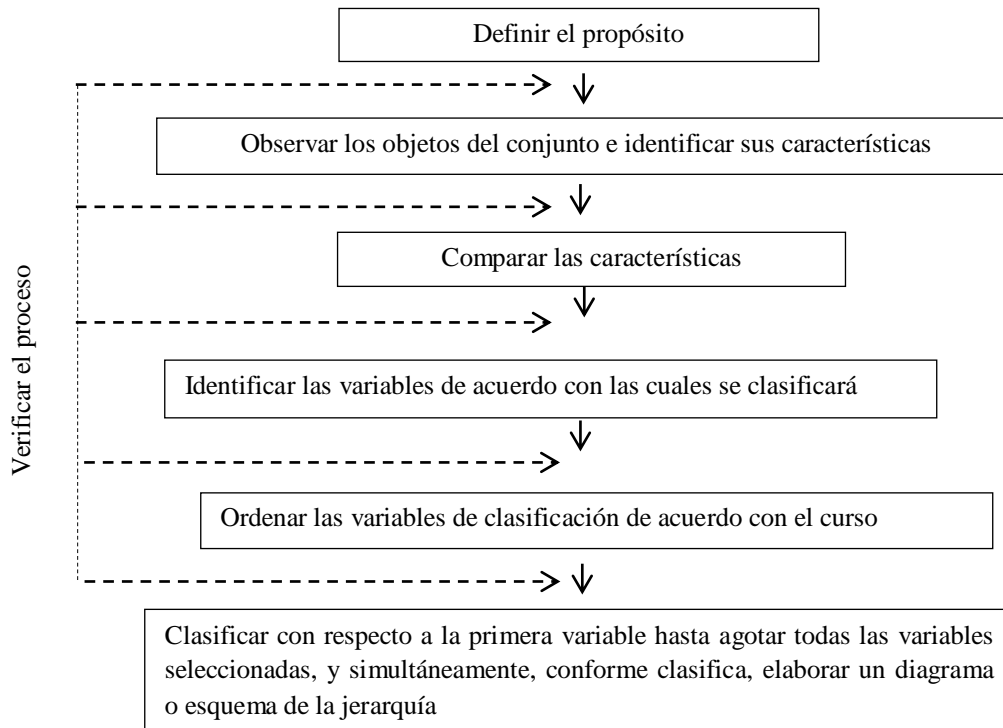 Definir el propósito
Observar los objetos del conjunto e identificar sus características
Comparar las características
Verificar el proceso
Identificar las variables de acuerdo con las cuales se clasificará
Ordenar las variables de clasificación de acuerdo con el curso
Clasificar con respecto a la primera variable hasta agotar todas las variables
seleccionadas, y simultáneamente, conforme clasifica, elaborar un diagrama
o esquema de la jerarquía